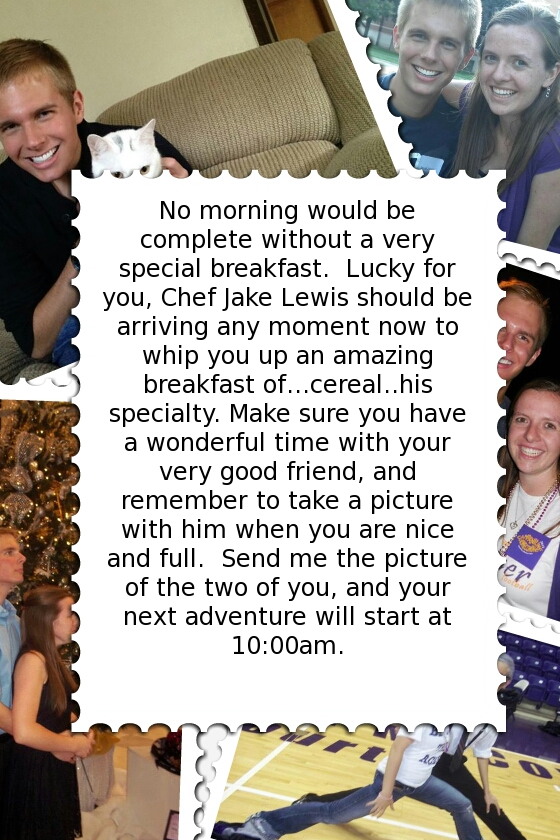 No morning would be
complete without a very
special breakfast.  Lucky for
you, Chef Jake Lewis should be
arriving any moment now to
whip you up an amazing
breakfast of...cereal..his
specialty. Make sure you have
a wonderful time with your
very good friend, and
remember to take a picture
with him when you are nice
and full.  Send me the picture
of the two of you, and your
next adventure will start at
10:00am.